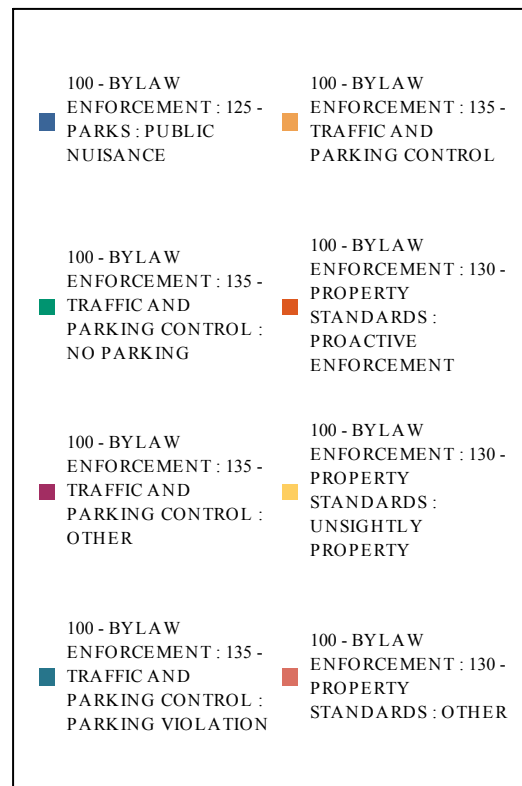 100 - BYLAW
ENFORCEMENT : 125 -
PARKS : PUBLIC
NUISANCE
100 - BYLAW
ENFORCEMENT : 135 -
TRAFFIC AND
PARKING CONTROL
100 - BYLAW
ENFORCEMENT : 135 -
TRAFFIC AND
PARKING CONTROL :
NO PARKING
100 - BYLAW
ENFORCEMENT : 130 -
PROPERTY
STANDARDS :
PROACTIVE
ENFORCEMENT
100 - BYLAW
ENFORCEMENT : 135 -
TRAFFIC AND
PARKING CONTROL :
OTHER
100 - BYLAW
ENFORCEMENT : 130 -
PROPERTY
STANDARDS :
UNSIGHTLY
PROPERTY
100 - BYLAW
ENFORCEMENT : 135 -
TRAFFIC AND
PARKING CONTROL :
PARKING VIOLATION
100 - BYLAW
ENFORCEMENT : 130 -
PROPERTY
STANDARDS : OTHER